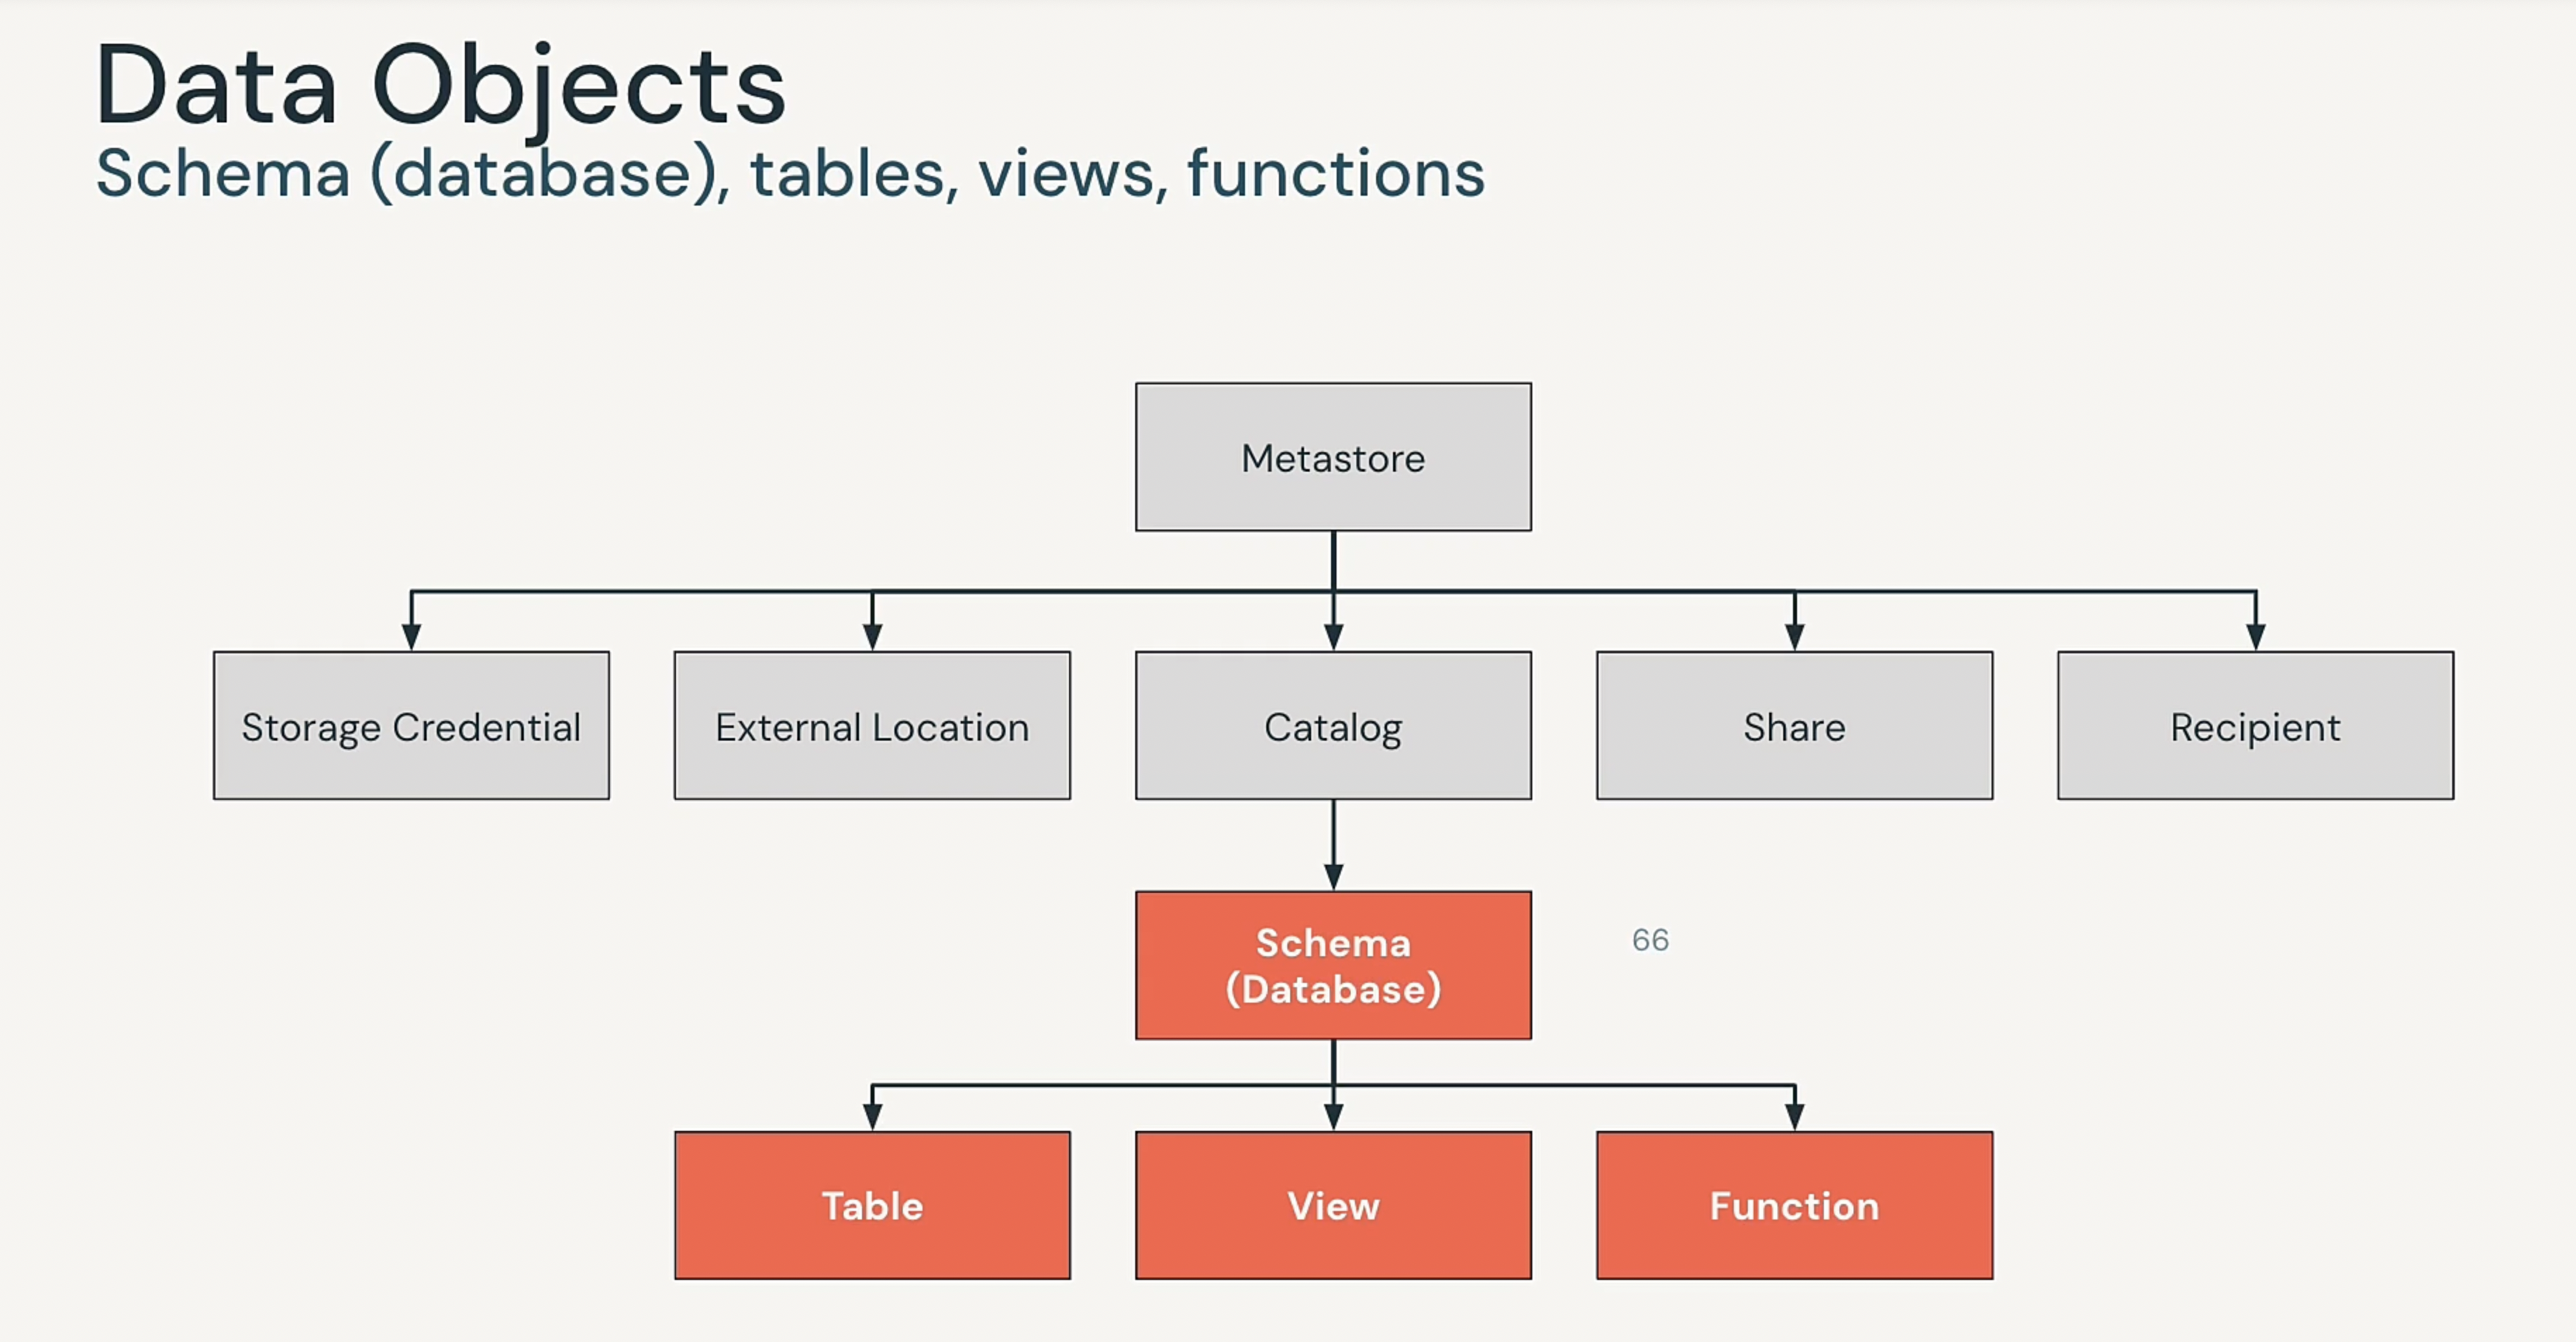 Data Objects
Schema (database), tables, views, functions
Metastore
Storage Credential
External Location
Catalog
Share
Recipient
Schema
(Database)
66
Table
View
Function